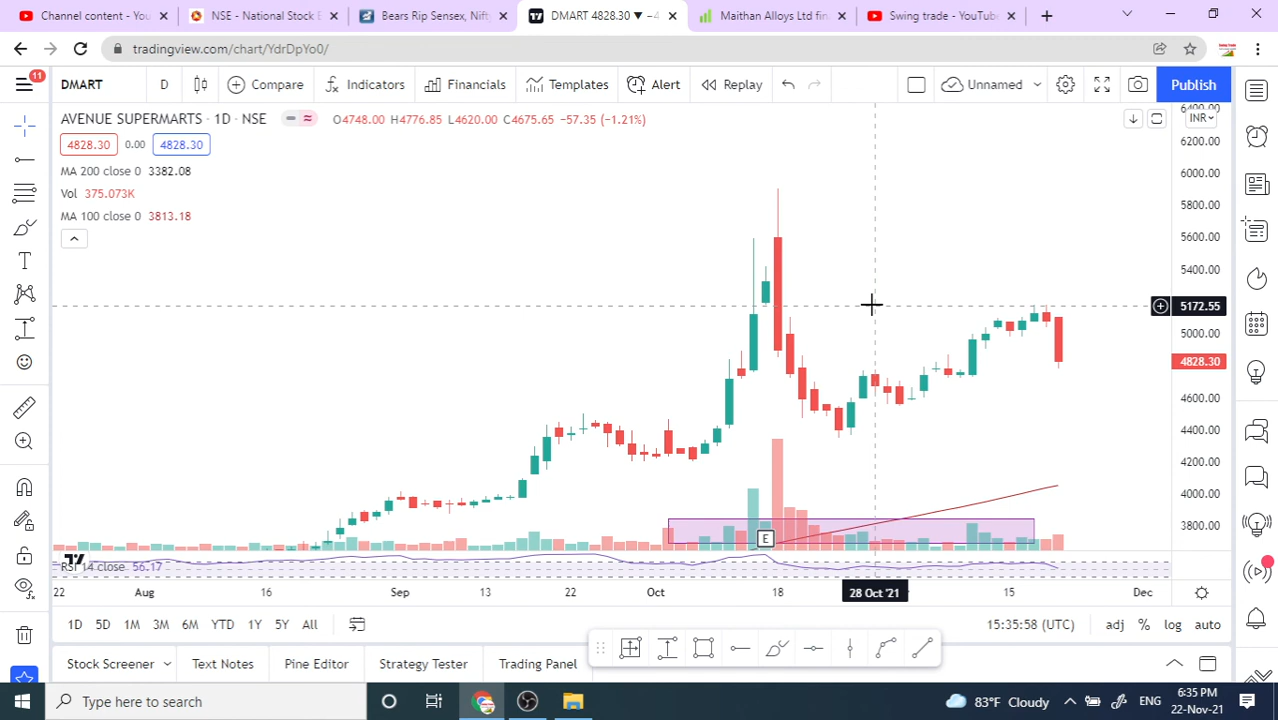 Channel content - You
NSE - National Stock E
Bears Rip Sensex, Nift
DMART 4828.30 ▼ −4
Maithan Alloys Ltd fin
Swing trade - YouTub
tradingview.com/chart/YdrDpYo0/
11
DMART D Compare Indicators Financials Templates Alert Replay Unnamed Publish
AVENUE SUPERMARTS · 1D · NSE O4748.00 H4776.85 L4620.00 C4675.65 −57.35 (−1.21%)
4828.30 0.00 4828.30
MA 200 close 0 3382.08
Vol 375.073K
MA 100 close 0 3813.18
INR
6400.00
6200.00
6000.00
5800.00
5600.00
5400.00
5172.55
5000.00
4828.30
4600.00
4400.00
4200.00
4000.00
3800.00
E
RSI 14 close 56.17
22 Aug 16 Sep 13 22 Oct 18 28 Oct '21 15 Dec
1D 5D 1M 3M 6M YTD 1Y 5Y All 15:35:58 (UTC) adj % log auto
Stock Screener Text Notes Pine Editor Strategy Tester Trading Panel
Type here to search
83°F Cloudy ENG
6:35 PM
22-Nov-21